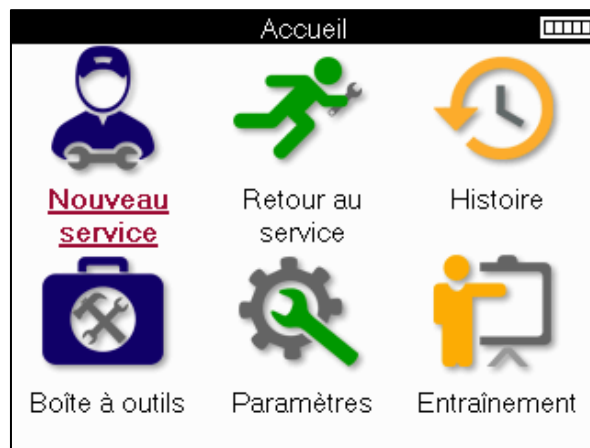 Accueil
Nouveau
service
Retour au
service
Histoire
Boîte à outils
Paramètres
Entraînement